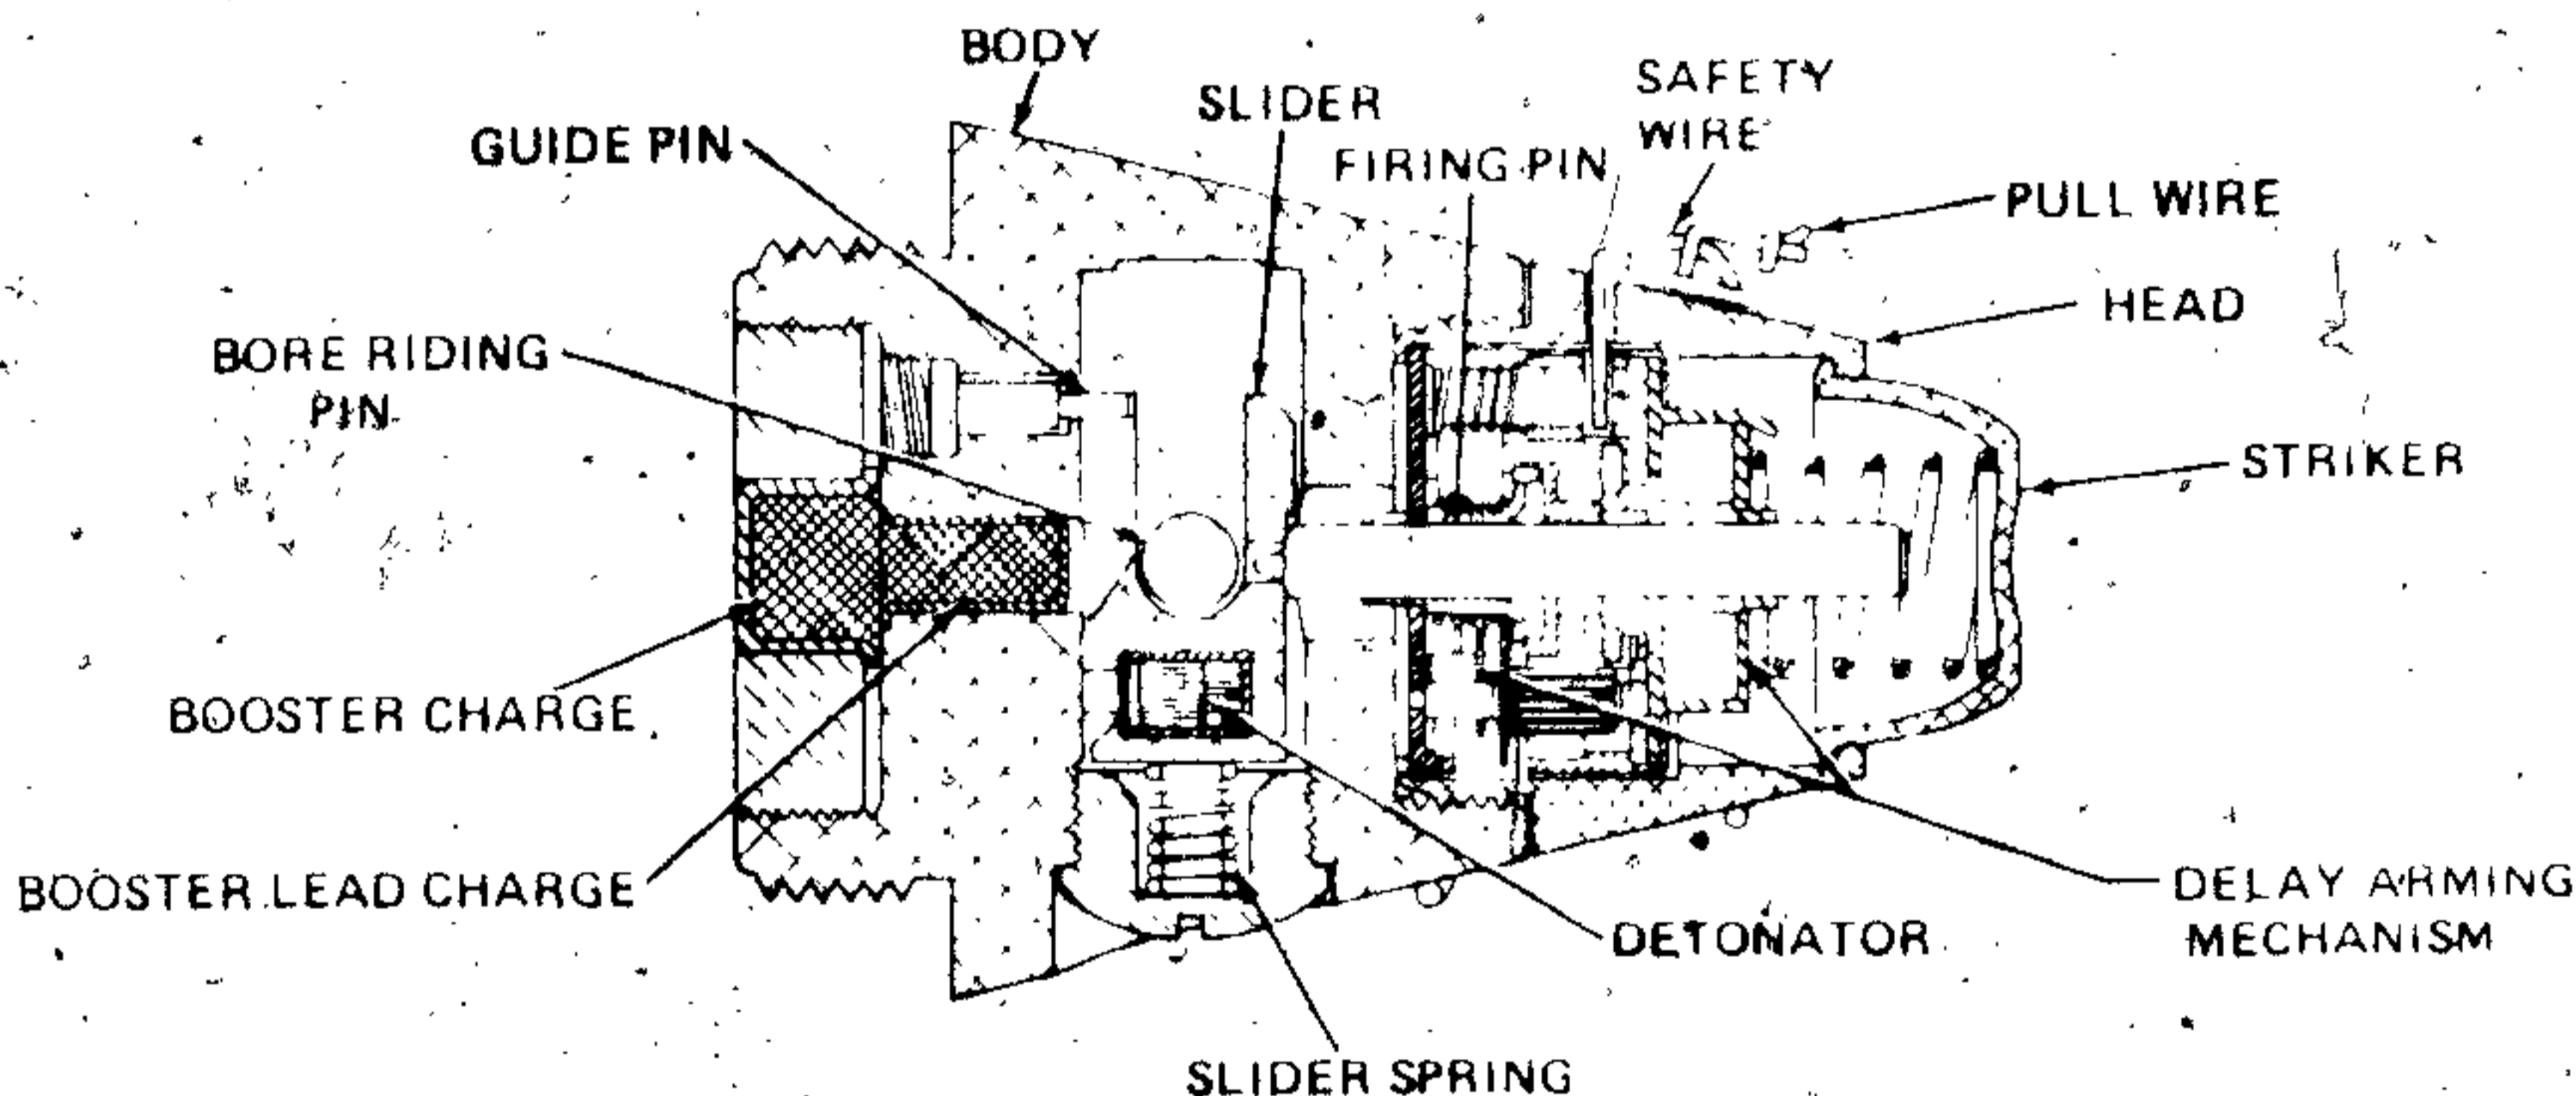 BODY
SLIDER
SAFETY
WIRE
GUIDE PIN
FIRING PIN
PULL WIRE
HEAD
BORE RIDING
PIN
STRIKER
BOOSTER CHARGE
BOOSTER LEAD CHARGE
DELAY ARMING
MECHANISM
DETONATOR
SLIDER SPRING